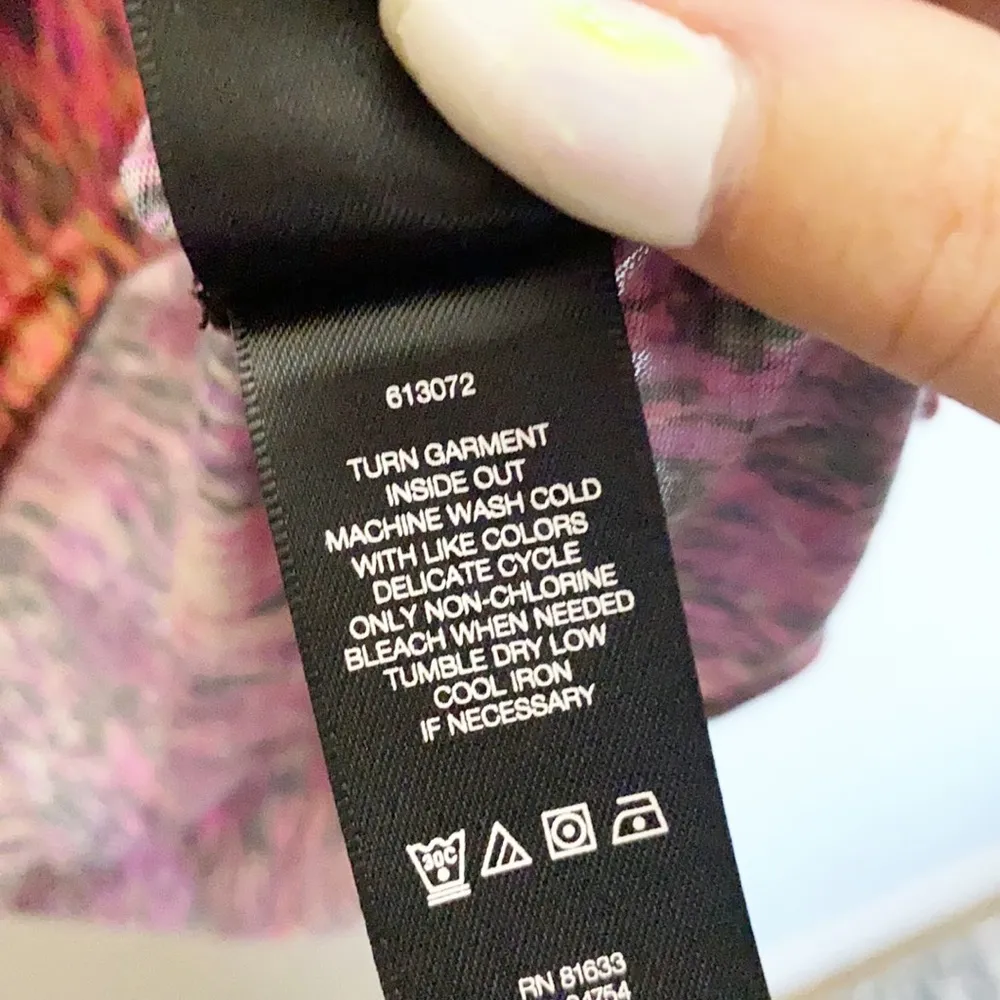 613072
TURN GARMENT
INSIDE OUT
MACHINE WASH COLD
WITH LIKE COLORS
DELICATE CYCLE
ONLY NON-CHLORINE
BLEACH WHEN NEEDED
TUMBLE DRY LOW
COOL IRON
IF NECESSARY
30C
RN 81633